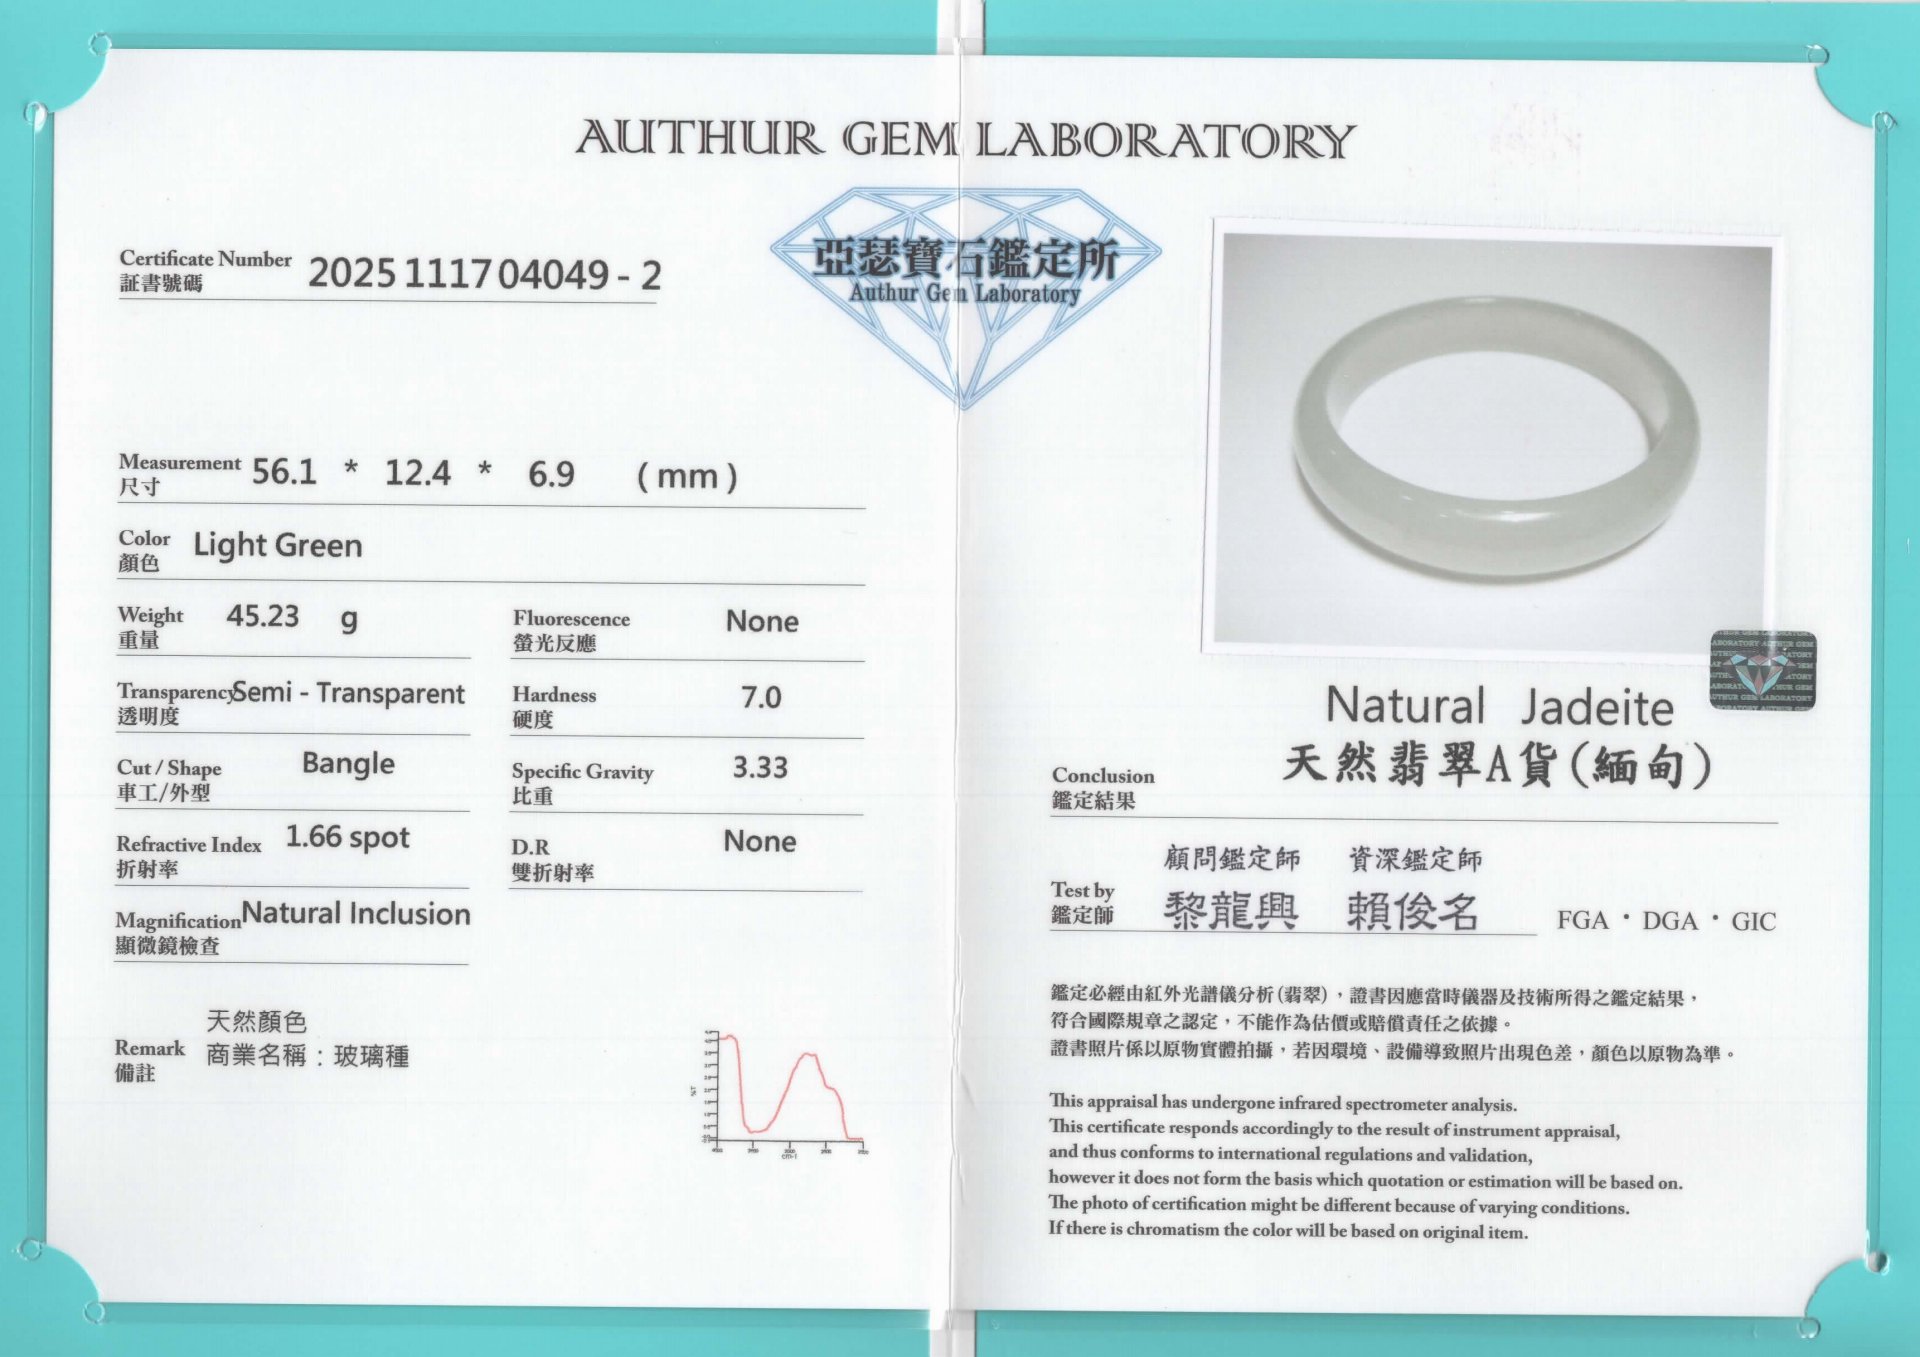 AUTHUR GEM LABORATORY
亞瑟寶石鑑定所
Authur Gem Laboratory
Certificate Number 2025 1117 04049 - 2
証書號碼
Measurement 56.1 * 12.4 * 6.9 (mm)
尺寸
Color Light Green
顏色
Weight 45.23 g
重量
Fluorescence None
螢光反應
Transparency Semi - Transparent
透明度
Hardness 7.0
硬度
Cut / Shape Bangle
車工/外型
Specific Gravity 3.33
比重
Refractive Index 1.66 spot
折射率
D.R None
雙折射率
Magnification Natural Inclusion
顯微鏡檢查
天然顏色
Remark 商業名稱：玻璃種
備註
cm-1
Natural Jadeite
天然翡翠A貨(緬甸)
Conclusion
鑑定結果
顧問鑑定師 資深鑑定師
Test by
鑑定師 黎龍興 賴俊名 FGA・DGA・GIC
鑑定必經由紅外光譜儀分析(翡翠)，證書因應當時儀器及技術所得之鑑定結果，
符合國際規章之認定，不能作為估價或賠償責任之依據。
證書照片係以原物實體拍攝，若因環境、設備導致照片出現色差，顏色以原物為準。
This appraisal has undergone infrared spectrometer analysis.
This certificate responds accordingly to the result of instrument appraisal,
and thus conforms to international regulations and validation,
however it does not form the basis which quotation or estimation will be based on.
The photo of certification might be different because of varying conditions.
If there is chromatism the color will be based on original item.